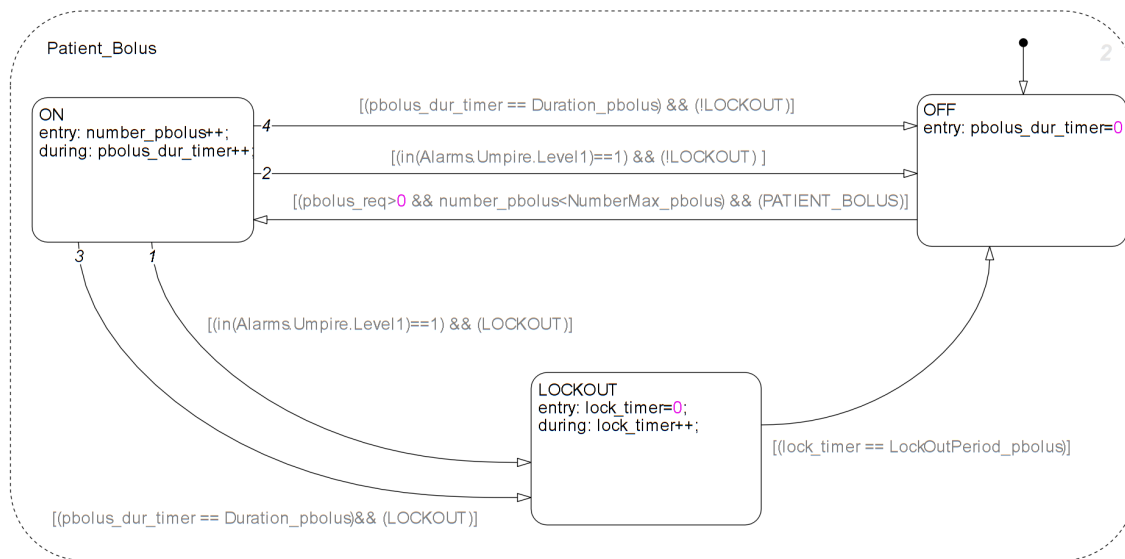 Patient_Bolus
2
ON
entry: number_pbolus++;
during: pbolus_dur_timer++;
[(pbolus_dur_timer == Duration_pbolus) && (!LOCKOUT)]
4
OFF
entry: pbolus_dur_timer=0
[(in(Alarms.Umpire.Level1)==1) && (!LOCKOUT) ]
2
[(pbolus_req>0 && number_pbolus<NumberMax_pbolus) && (PATIENT_BOLUS)]
3
1
[(in(Alarms.Umpire.Level1)==1) && (LOCKOUT)]
LOCKOUT
entry: lock_timer=0;
during: lock_timer++;
[(lock_timer == LockOutPeriod_pbolus)]
[(pbolus_dur_timer == Duration_pbolus)&& (LOCKOUT)]